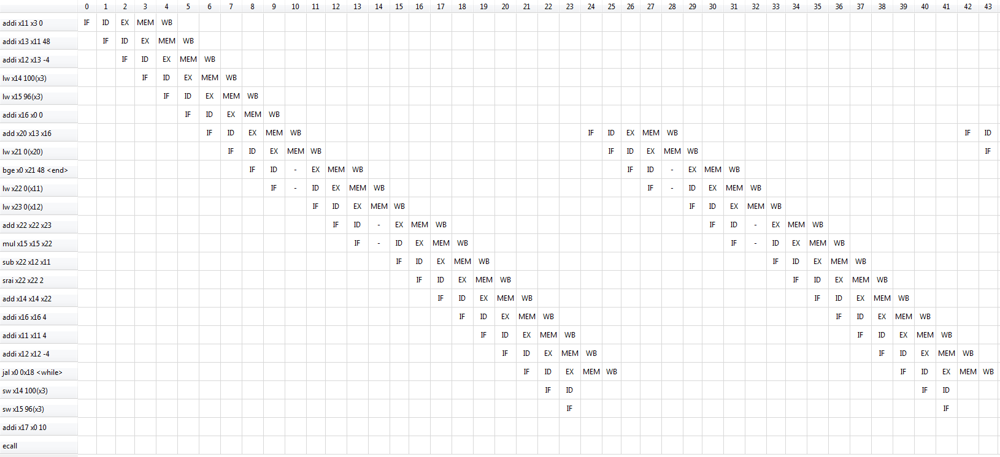 0 1 2 3 4 5 6 7 8 9 10 11 12 13 14 15 16 17 18 19 20 21 22 23 24 25 26 27 28 29 30 31 32 33 34 35 36 37 38 39 40 41 42 43
addi x11 x3 0 IF ID EX MEM WB
addi x13 x11 48 IF ID EX MEM WB
addi x12 x13 -4 IF ID EX MEM WB
lw x14 100(x3) IF ID EX MEM WB
lw x15 96(x3) IF ID EX MEM WB
addi x16 x0 0 IF ID EX MEM WB
add x20 x13 x16 IF ID EX MEM WB IF ID EX MEM WB IF ID
lw x21 0(x20) IF ID EX MEM WB IF ID EX MEM WB IF
bge x0 x21 48 <end> IF ID - EX MEM WB IF ID - EX MEM WB
lw x22 0(x11) IF - ID EX MEM WB IF - ID EX MEM WB
lw x23 0(x12) IF ID EX MEM WB IF ID EX MEM WB
add x22 x22 x23 IF ID - EX MEM WB IF ID - EX MEM WB
mul x15 x15 x22 IF - ID EX MEM WB IF - ID EX MEM WB
sub x22 x12 x11 IF ID EX MEM WB IF ID EX MEM WB
srai x22 x22 2 IF ID EX MEM WB IF ID EX MEM WB
add x14 x14 x22 IF ID EX MEM WB IF ID EX MEM WB
addi x16 x16 4 IF ID EX MEM WB IF ID EX MEM WB
addi x11 x11 4 IF ID EX MEM WB IF ID EX MEM WB
addi x12 x12 -4 IF ID EX MEM WB IF ID EX MEM WB
jal x0 0x18 <while> IF ID EX MEM WB IF ID EX MEM WB
sw x14 100(x3) IF ID IF ID
sw x15 96(x3) IF IF
addi x17 x0 10
ecall